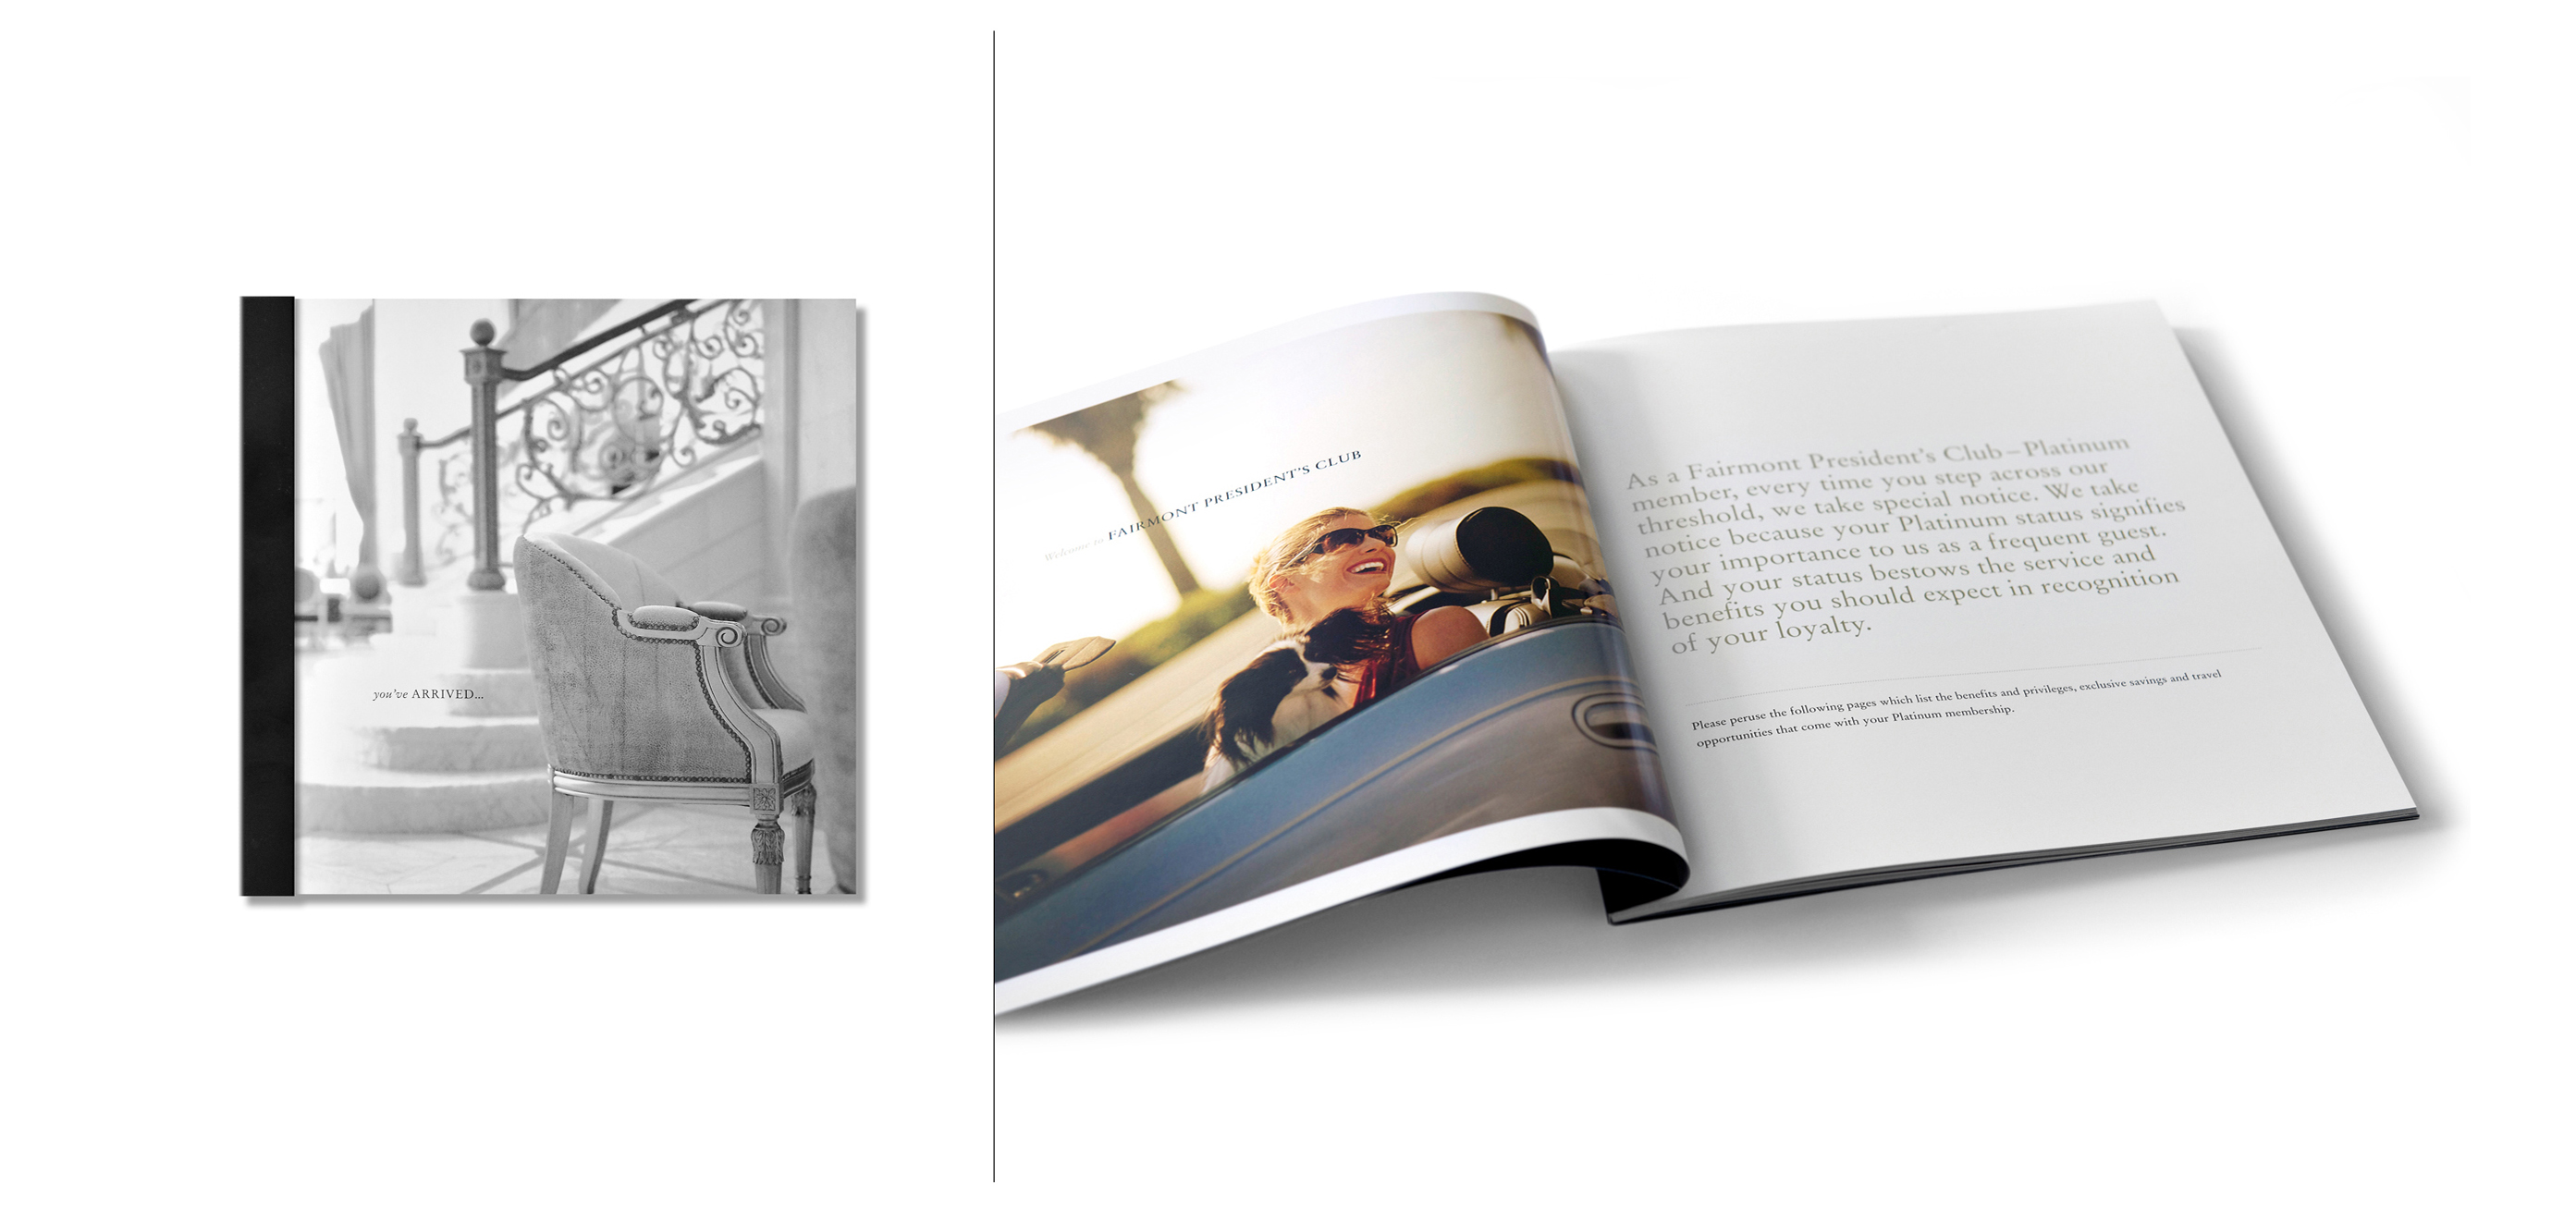 you've ARRIVED...
Welcome to FAIRMONT PRESIDENT'S CLUB
As a Fairmont President's Club–Platinum
member, every time you step across our
threshold, we take special notice. We take
notice because your Platinum status signifies
your importance to us as a frequent guest.
And your status bestows the service and
benefits you should expect in recognition
of your loyalty.
Please peruse the following pages which list the benefits and privileges, exclusive savings and travel
opportunities that come with your Platinum membership.